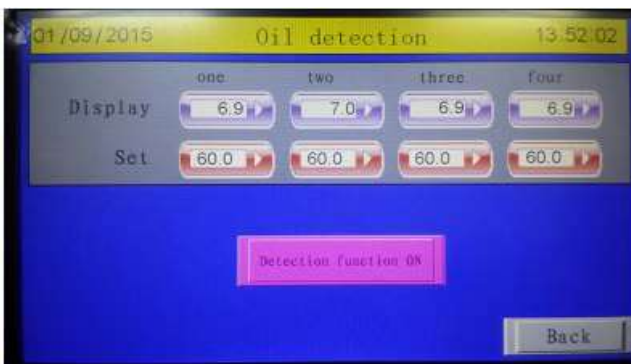 01/09/2015 Oil detection 13:52:02
one two three four
Display 6.9 7.0 6.9 6.9
Set 60.0 60.0 60.0 60.0
Detection function ON
Back